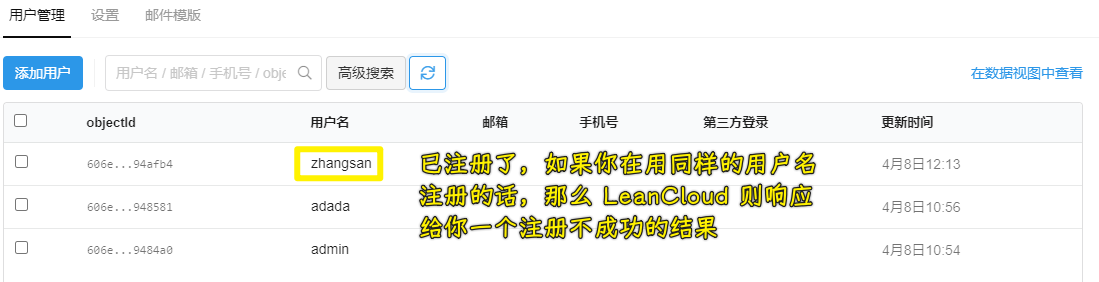 用户管理 设置 邮件模版
添加用户 用户名 / 邮箱 / 手机号 / obje 高级搜索 在数据视图中查看
objectId 用户名 邮箱 手机号 第三方登录 更新时间
606e...94afb4 zhangsan 4月8日12:13
606e...948581 adada 4月8日10:56
606e...9484a0 admin 4月8日10:54
已注册了，如果你在用同样的用户名
注册的话，那么 LeanCloud 则响应
给你一个注册不成功的结果